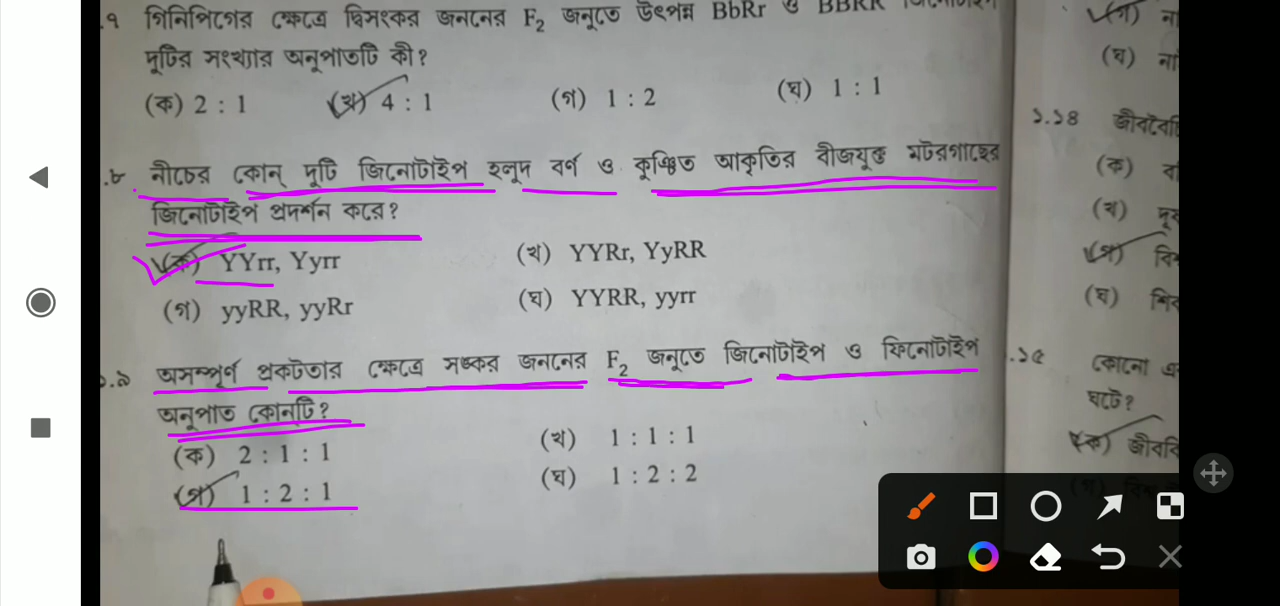 .৭ গিনিপিগের ক্ষেত্রে দ্বিসংকর জননের F₂ জনুতে উৎপন্ন BbRr ও BBRR জিনোটাইপ
দুটির সংখ্যার অনুপাতটি কী?
(ক) 2 : 1 (খ) 4 : 1 (গ) 1 : 2 (ঘ) 1 : 1
.৮ নীচের কোন্ দুটি জিনোটাইপ হলুদ বর্ণ ও কুঞ্চিত আকৃতির বীজযুক্ত মটরগাছের
জিনোটাইপ প্রদর্শন করে?
(ক) YYrr, Yyrr (খ) YYRr, YyRR
(গ) yyRR, yyRr (ঘ) YYRR, yyrr
১.৯ অসম্পূর্ণ প্রকটতার ক্ষেত্রে সঙ্কর জননের F₂ জনুতে জিনোটাইপ ও ফিনোটাইপ
অনুপাত কোনটি?
(ক) 2 : 1 : 1 (খ) 1 : 1 : 1
(গ) 1 : 2 : 1 (ঘ) 1 : 2 : 2
(গ) না
(ঘ) না
১.১৪
(ক)
(খ)
(গ)
(ঘ)
.১৫ কোনো
ঘটে?
(ক)